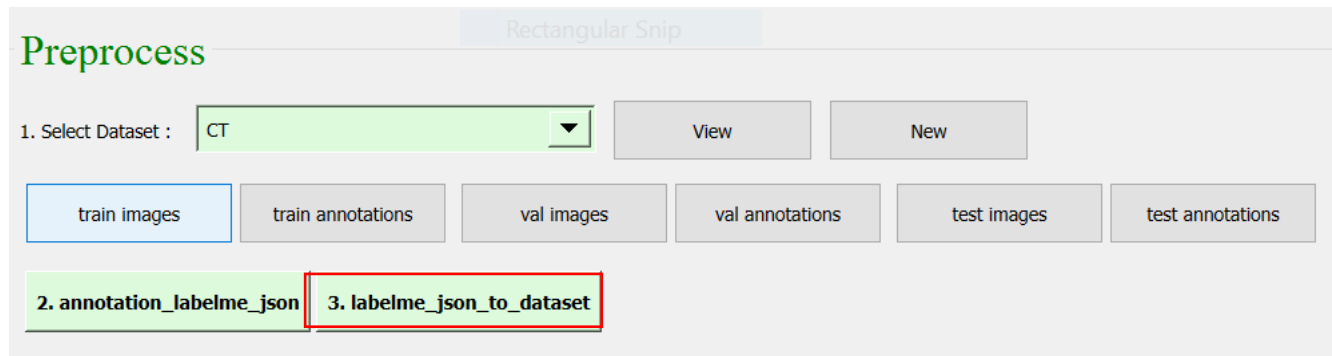 Rectangular Snip
Preprocess
1. Select Dataset : CT View New
train images train annotations val images val annotations test images test annotations
2. annotation_labelme_json 3. labelme_json_to_dataset